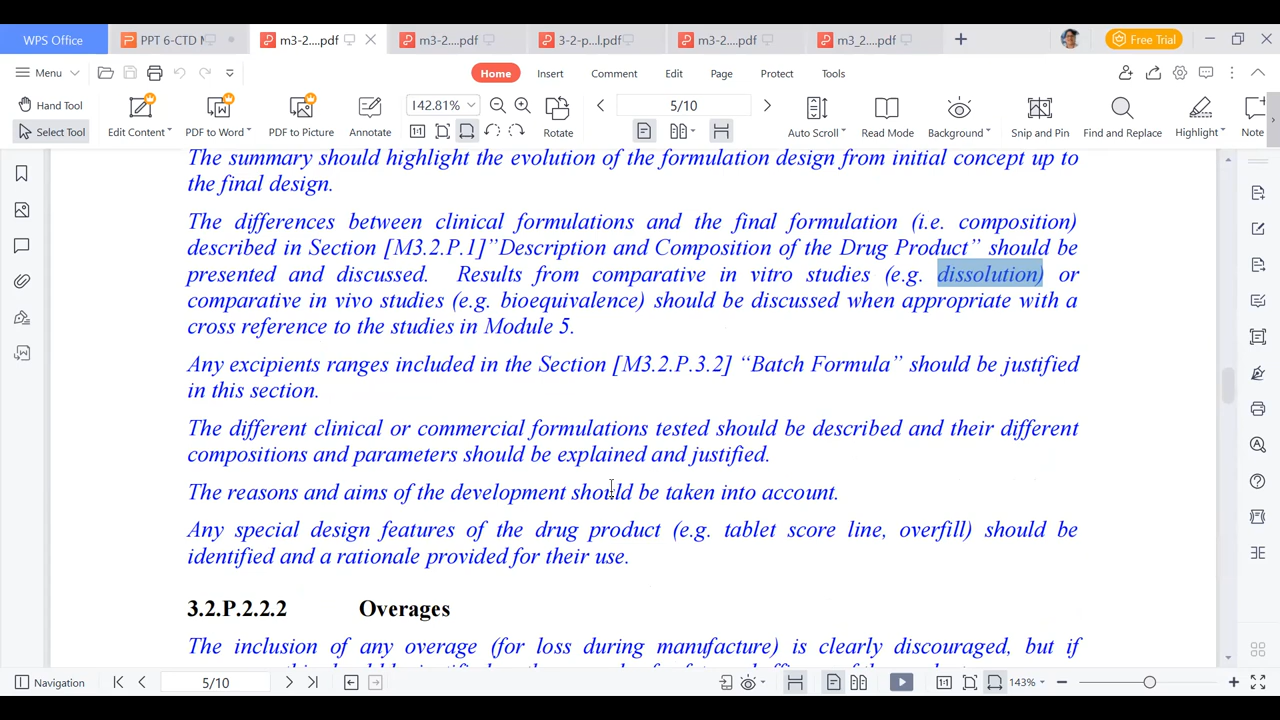 WPS Office
PPT 6-CTD M
m3-2....pdf
m3-2....pdf
3-2-p...l.pdf
m3-2....pdf
m3_2....pdf
Free Trial
Menu
Home
Insert
Comment
Edit
Page
Protect
Tools
Hand Tool
Select Tool
Edit Content
PDF to Word
PDF to Picture
Annotate
142.81%
Rotate
5/10
Auto Scroll
Read Mode
Background
Snip and Pin
Find and Replace
Highlight
Note
The summary should highlight the evolution of the formulation design from initial concept up to
the final design.
The differences between clinical formulations and the final formulation (i.e. composition)
described in Section [M3.2.P.1]”Description and Composition of the Drug Product” should be
presented and discussed. Results from comparative in vitro studies (e.g. dissolution) or
comparative in vivo studies (e.g. bioequivalence) should be discussed when appropriate with a
cross reference to the studies in Module 5.
Any excipients ranges included in the Section [M3.2.P.3.2] “Batch Formula” should be justified
in this section.
The different clinical or commercial formulations tested should be described and their different
compositions and parameters should be explained and justified.
The reasons and aims of the development should be taken into account.
Any special design features of the drug product (e.g. tablet score line, overfill) should be
identified and a rationale provided for their use.
3.2.P.2.2.2 Overages
The inclusion of any overage (for loss during manufacture) is clearly discouraged, but if
Navigation
5/10
143%